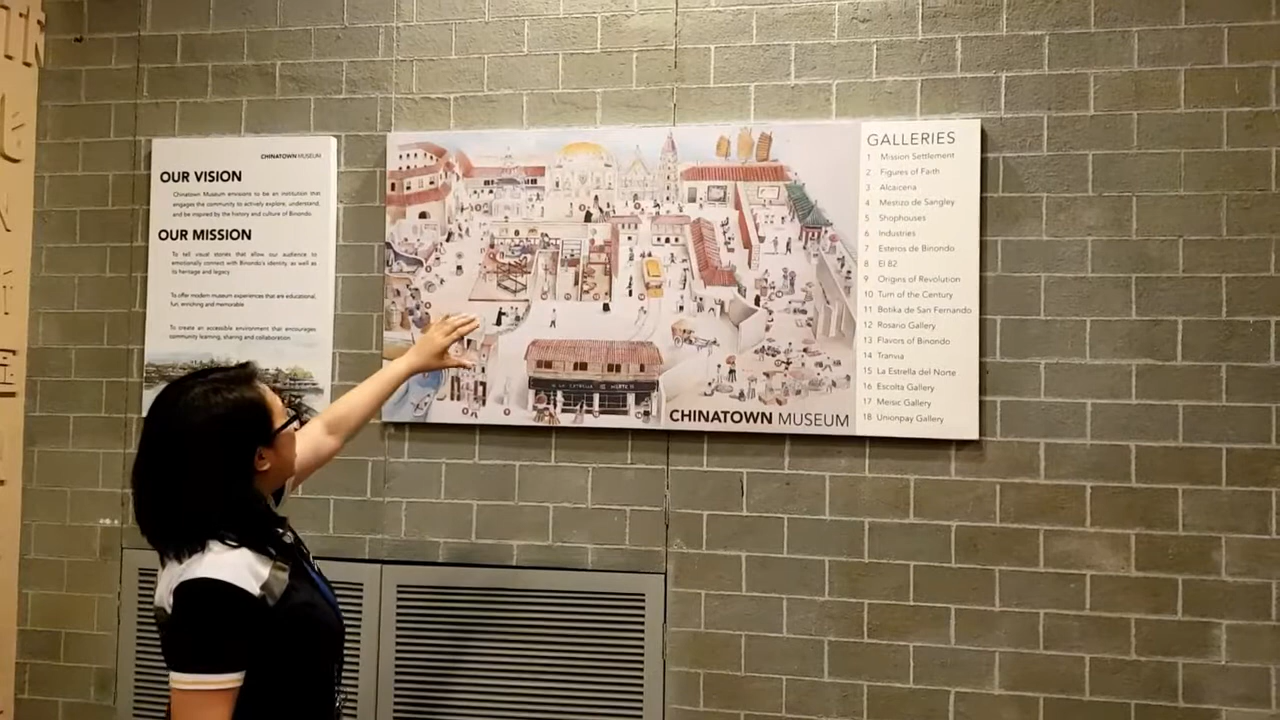 CHINATOWN MUSEUM
OUR VISION
Chinatown Museum envisions to be an institution that
engages the community to actively explore, understand,
and be inspired by the history and culture of Binondo.
OUR MISSION
To tell visual stories that allow our audience to
emotionally connect with Binondo's identity as well as
its heritage and legacy
To offer modern museum experiences that are educational,
fun, enriching and memorable
To create an accessible environment that encourages
community learning, sharing and collaboration
LA ESTRELLA DEL NORTE
CHINATOWN MUSEUM
GALLERIES
1 Mission Settlement
2 Figures of Faith
3 Alcaiceria
4 Mestizo de Sangley
5 Shophouses
6 Industries
7 Esteros de Binondo
8 El 82
9 Origins of Revolution
10 Turn of the Century
11 Botika de San Fernando
12 Rosario Gallery
13 Flavors of Binondo
14 Tranvia
15 La Estrella del Norte
16 Escolta Gallery
17 Meisic Gallery
18 Unionpay Gallery